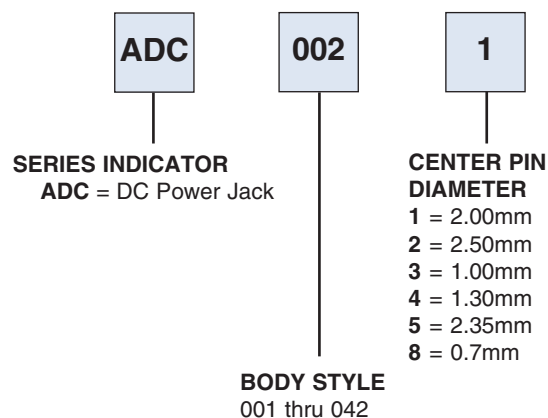 ADC
002
1
SERIES INDICATOR
ADC = DC Power Jack
CENTER PIN
DIAMETER
1 = 2.00mm
2 = 2.50mm
3 = 1.00mm
4 = 1.30mm
5 = 2.35mm
8 = 0.7mm
BODY STYLE
001 thru 042